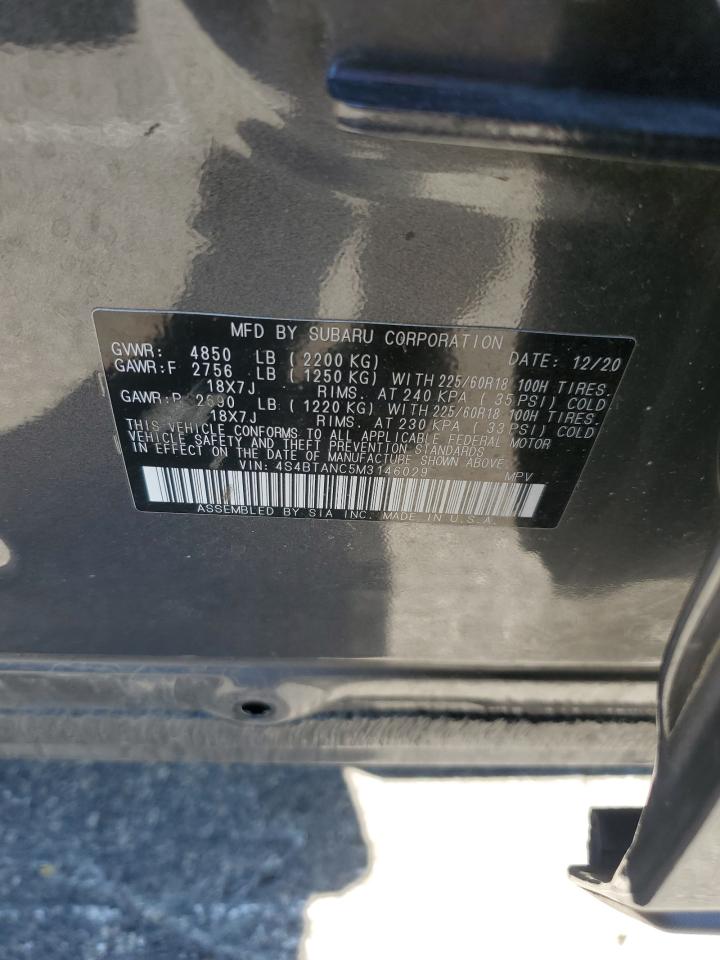 MFD BY SUBARU CORPORATION
GVWR: 4850 LB (2200 KG) DATE: 12/20
GAWR:F 2756 LB (1250 KG) WITH 225/60R18 100H TIRES.
18X7J RIMS. AT 240 KPA (35 PSI) COLD
GAWR:R 2690 LB (1220 KG) WITH 225/60R18 100H TIRES.
18X7J RIMS. AT 230 KPA (33 PSI) COLD
THIS VEHICLE CONFORMS TO ALL APPLICABLE FEDERAL MOTOR
VEHICLE SAFETY AND THEFT PREVENTION STANDARDS
IN EFFECT ON THE DATE OF MANUFACTURE SHOWN ABOVE.
VIN: 4S4BTANC5M3146029 MPV
ASSEMBLED BY SIA INC. MADE IN U.S.A.